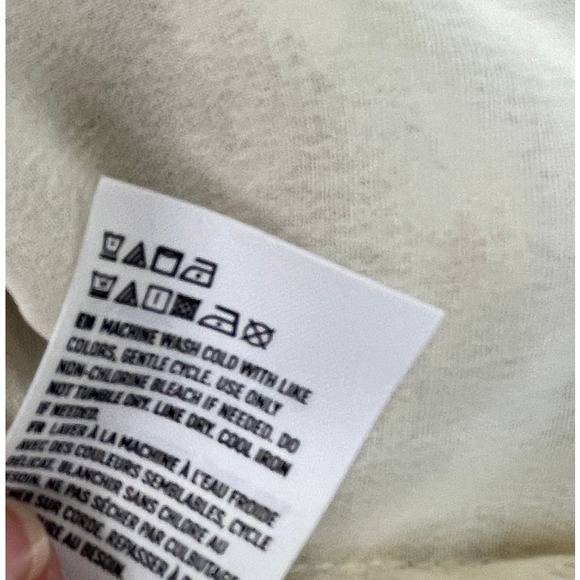 EN MACHINE WASH COLD WITH LIKE
COLORS, GENTLE CYCLE. USE ONLY
NON-CHLORINE BLEACH IF NEEDED. DO
NOT TUMBLE DRY. LINE DRY. COOL IRON
IF NEEDED.
FR LAVER À LA MACHINE À L'EAU FROIDE
AVEC DES COULEURS SEMBLABLES, CYCLE
DÉLICAT. BLANCHIR SANS CHLORE AU
BESOIN. NE PAS SÉCHER PAR CULBUTAGE
SUR CORDE. REPASSER À
AU BESOIN.